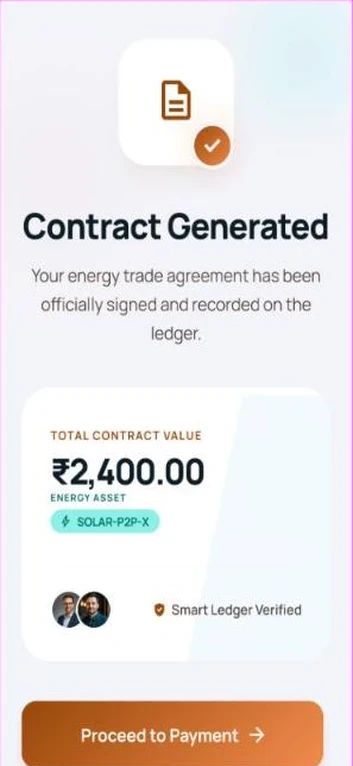 Contract Generated
Your energy trade agreement has been
officially signed and recorded on the
ledger.
TOTAL CONTRACT VALUE
₹2,400.00
ENERGY ASSET
SOLAR-P2P-X
Smart Ledger Verified
Proceed to Payment →